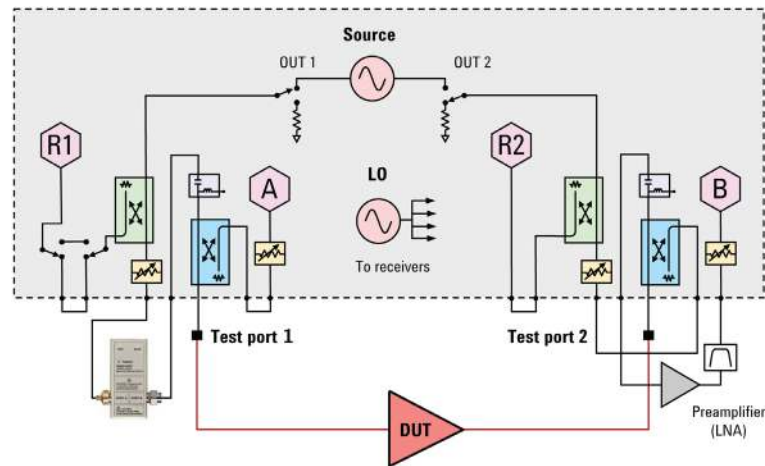 Source
OUT 1
OUT 2
R1
A
LO
R2
B
To receivers
Test port 1
Test port 2
DUT
Preamplifier
(LNA)